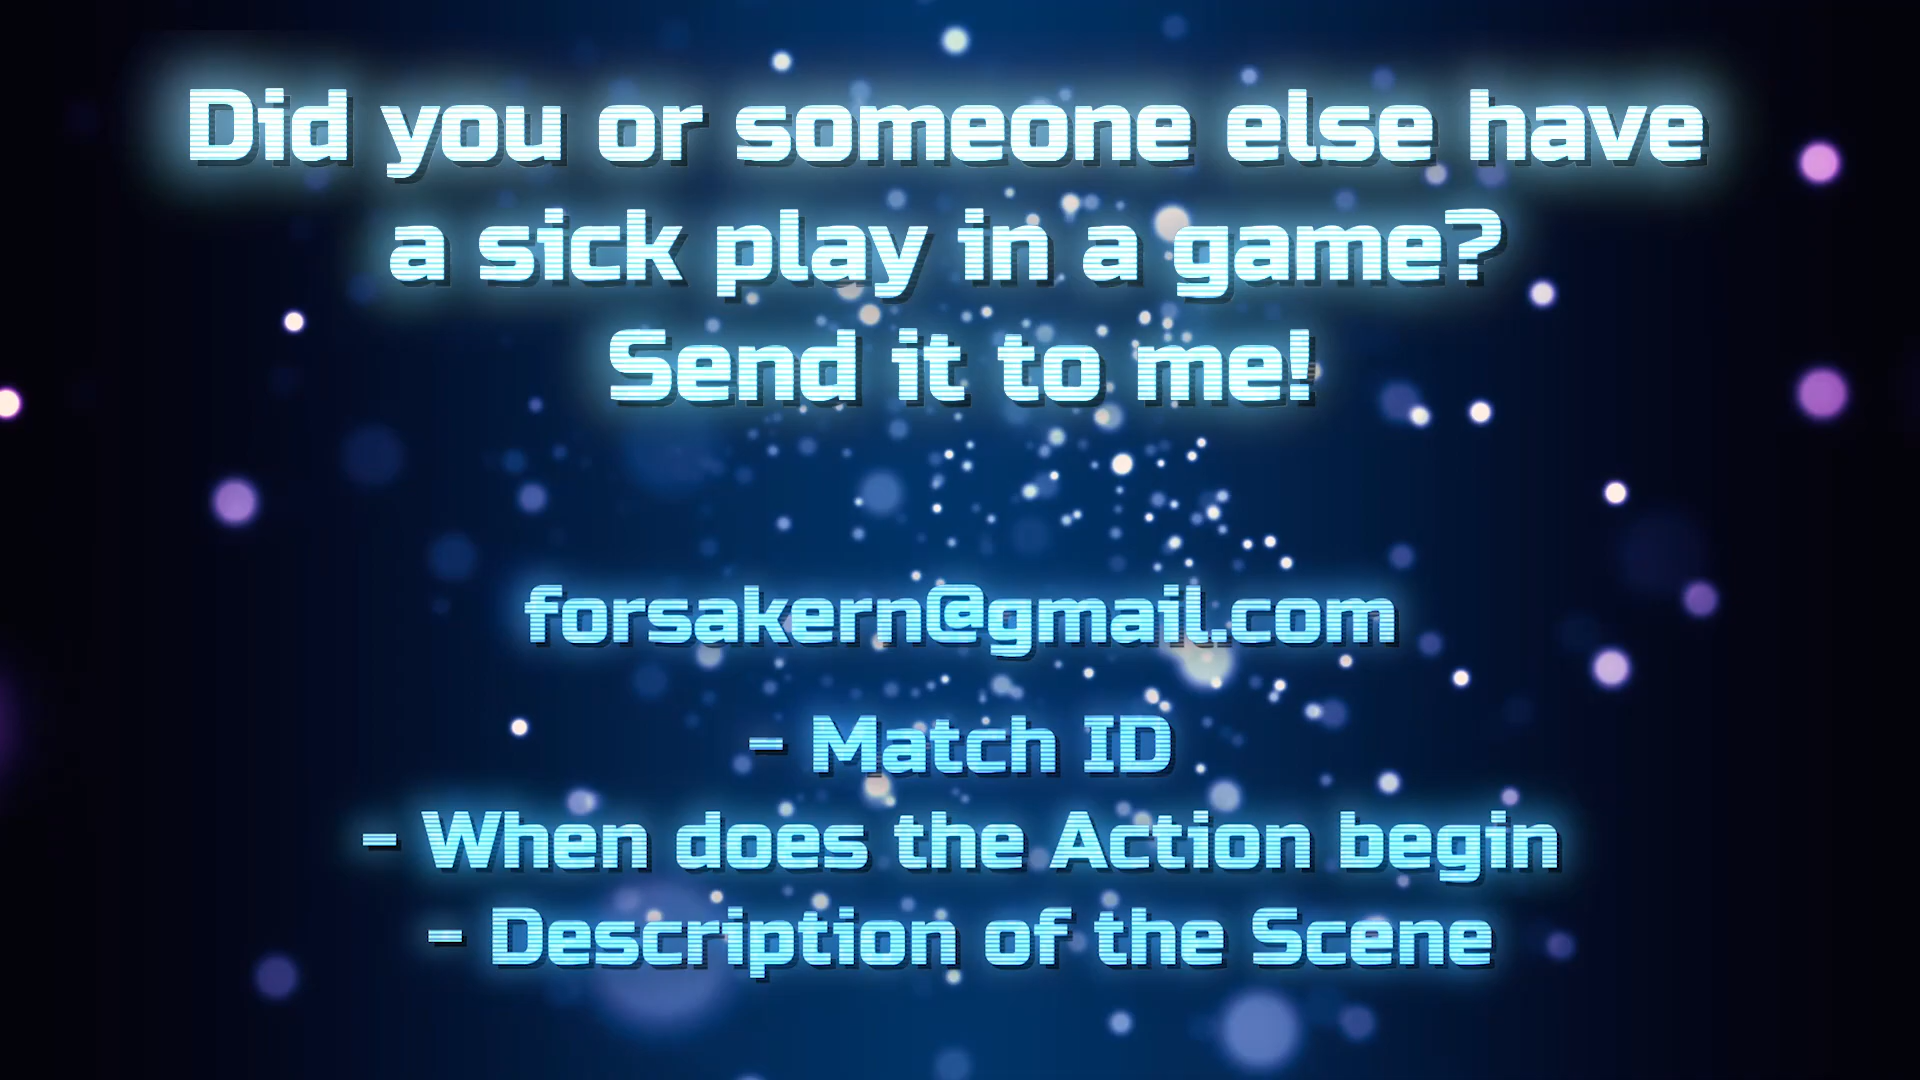 Did you or someone else have
a sick play in a game?
Send it to me!
forsakern@gmail.com
- Match ID
- When does the Action begin
- Description of the Scene